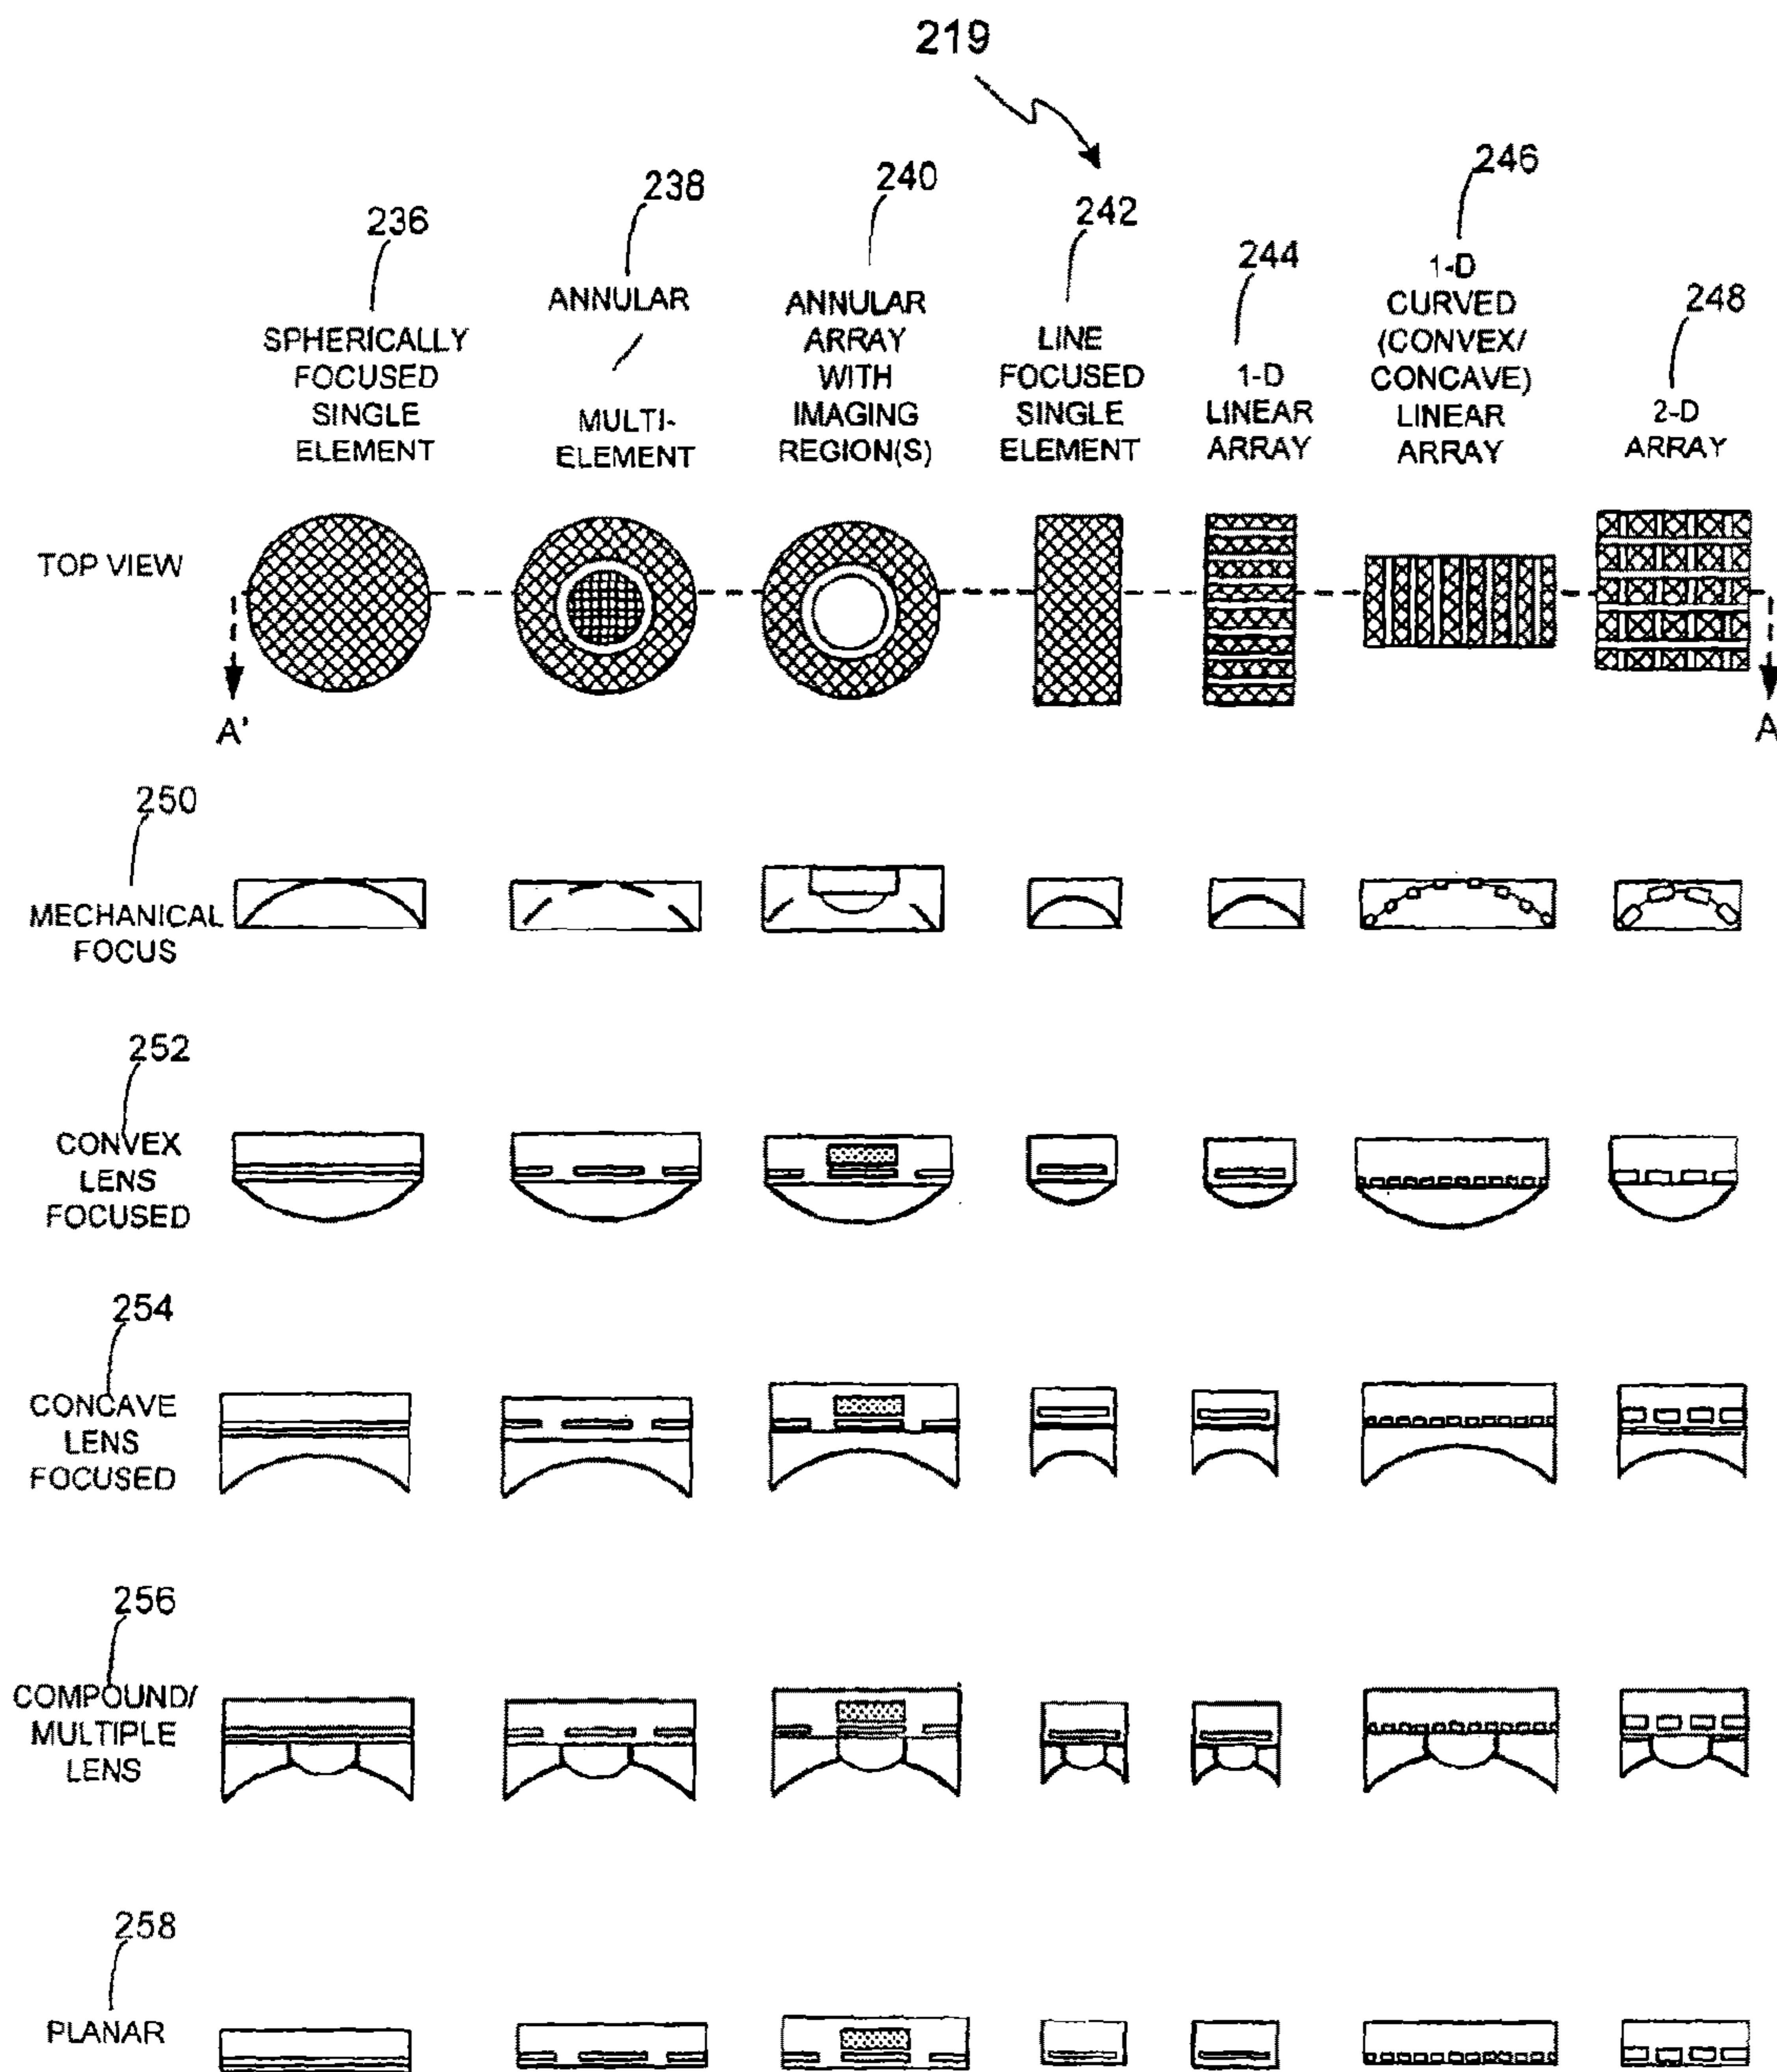 219
236
SPHERICALLY
FOCUSED
SINGLE
ELEMENT
238
ANNULAR
MULTI-
ELEMENT
240
ANNULAR
ARRAY
WITH
IMAGING
REGION(S)
242
LINE
FOCUSED
SINGLE
ELEMENT
244
1-D
LINEAR
ARRAY
246
1-D
CURVED
(CONVEX/
CONCAVE)
LINEAR
ARRAY
248
2-D
ARRAY
TOP VIEW
A'
A
250
MECHANICAL
FOCUS
252
CONVEX
LENS
FOCUSED
254
CONCAVE
LENS
FOCUSED
256
COMPOUND/
MULTIPLE
LENS
258
PLANAR